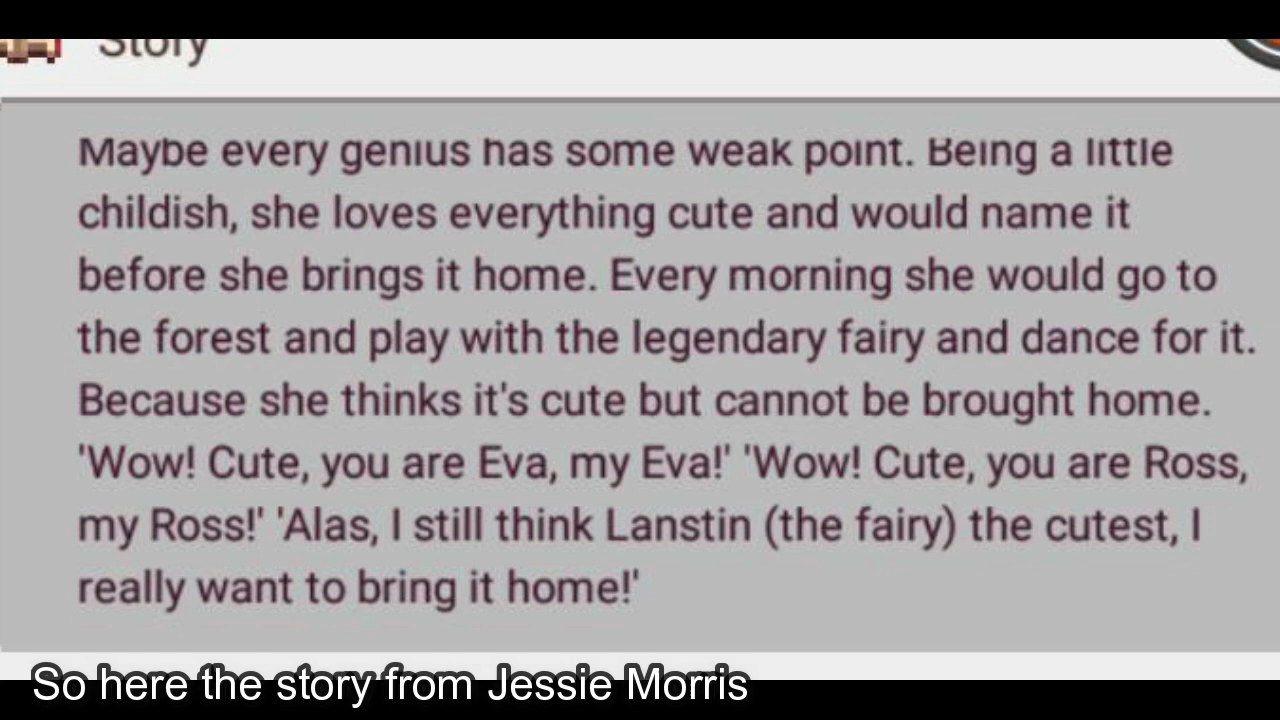 Story
Maybe every genius has some weak point. Being a little
childish, she loves everything cute and would name it
before she brings it home. Every morning she would go to
the forest and play with the legendary fairy and dance for it.
Because she thinks it's cute but cannot be brought home.
'Wow! Cute, you are Eva, my Eva!' 'Wow! Cute, you are Ross,
my Ross!' 'Alas, I still think Lanstin (the fairy) the cutest, I
really want to bring it home!'
So here the story from Jessie Morris